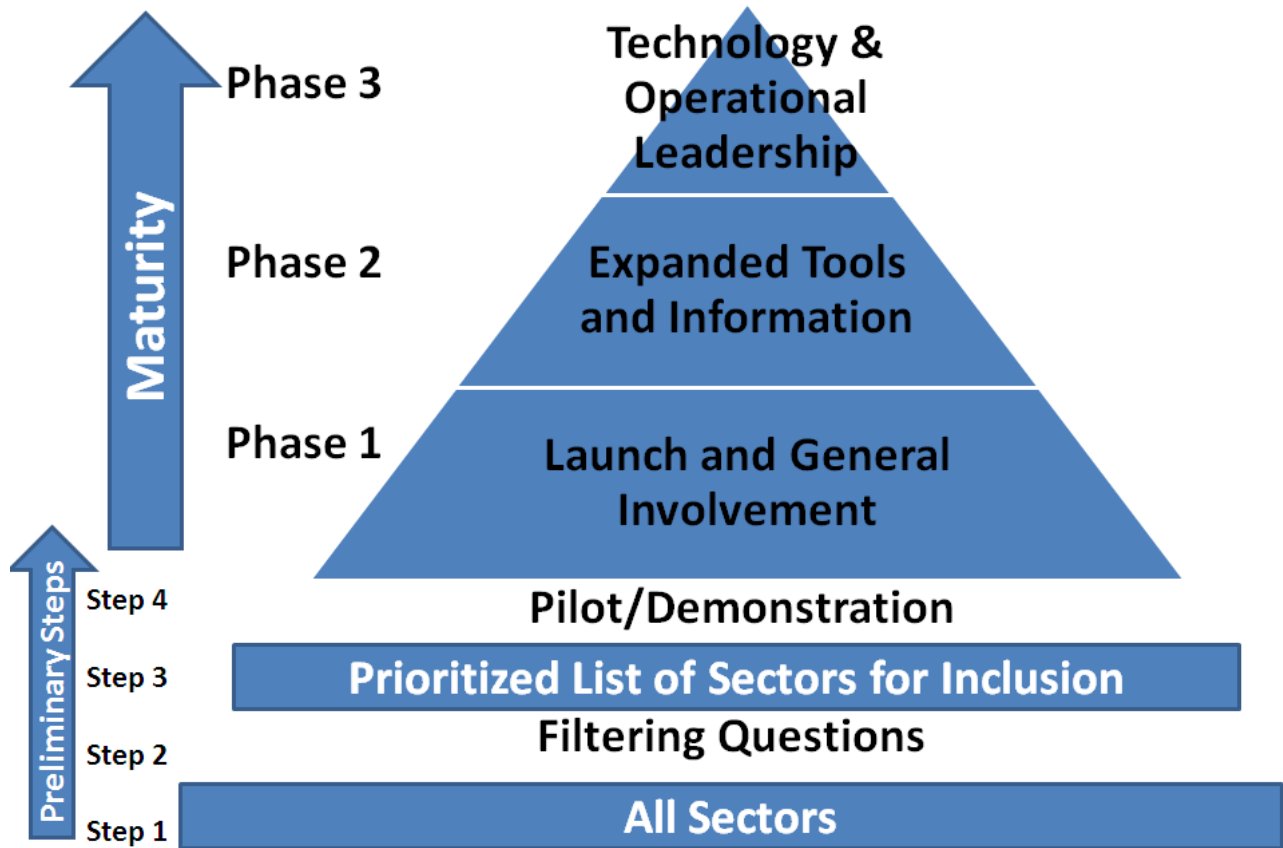 Phase 3
Technology &
Operational
Leadership
Maturity
Phase 2
Expanded Tools
and Information
Phase 1
Launch and General
Involvement
Preliminary Steps
Step 4
Pilot/Demonstration
Step 3
Prioritized List of Sectors for Inclusion
Step 2
Filtering Questions
Step 1
All Sectors